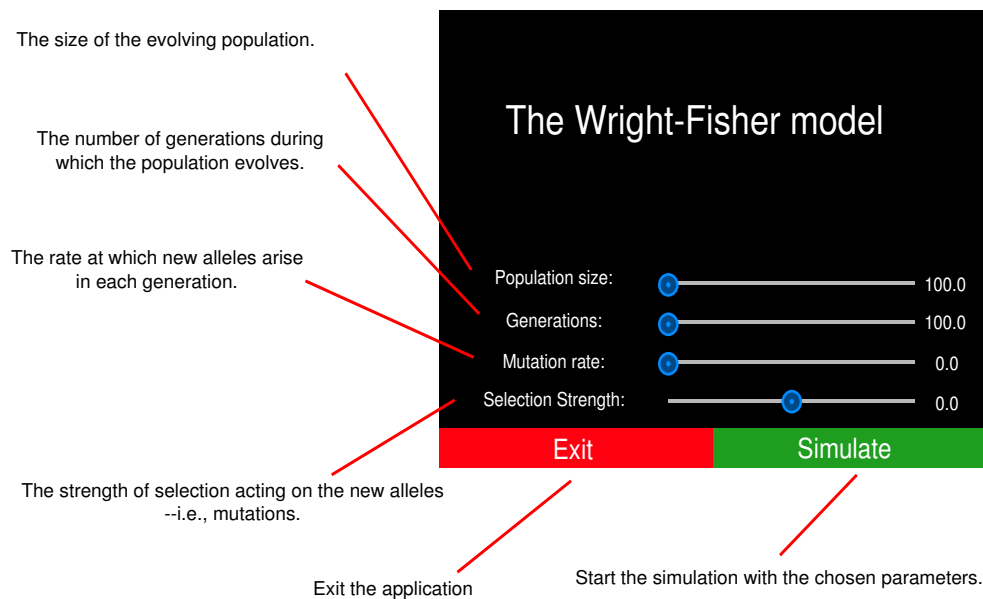 The size of the evolving population.
The Wright-Fisher model
The number of generations during
which the population evolves.
The rate at which new alleles arise
in each generation.
Population size: 100.0
Generations: 100.0
Mutation rate: 0.0
Selection Strength: 0.0
Exit Simulate
The strength of selection acting on the new alleles
--i.e., mutations.
Exit the application
Start the simulation with the chosen parameters.